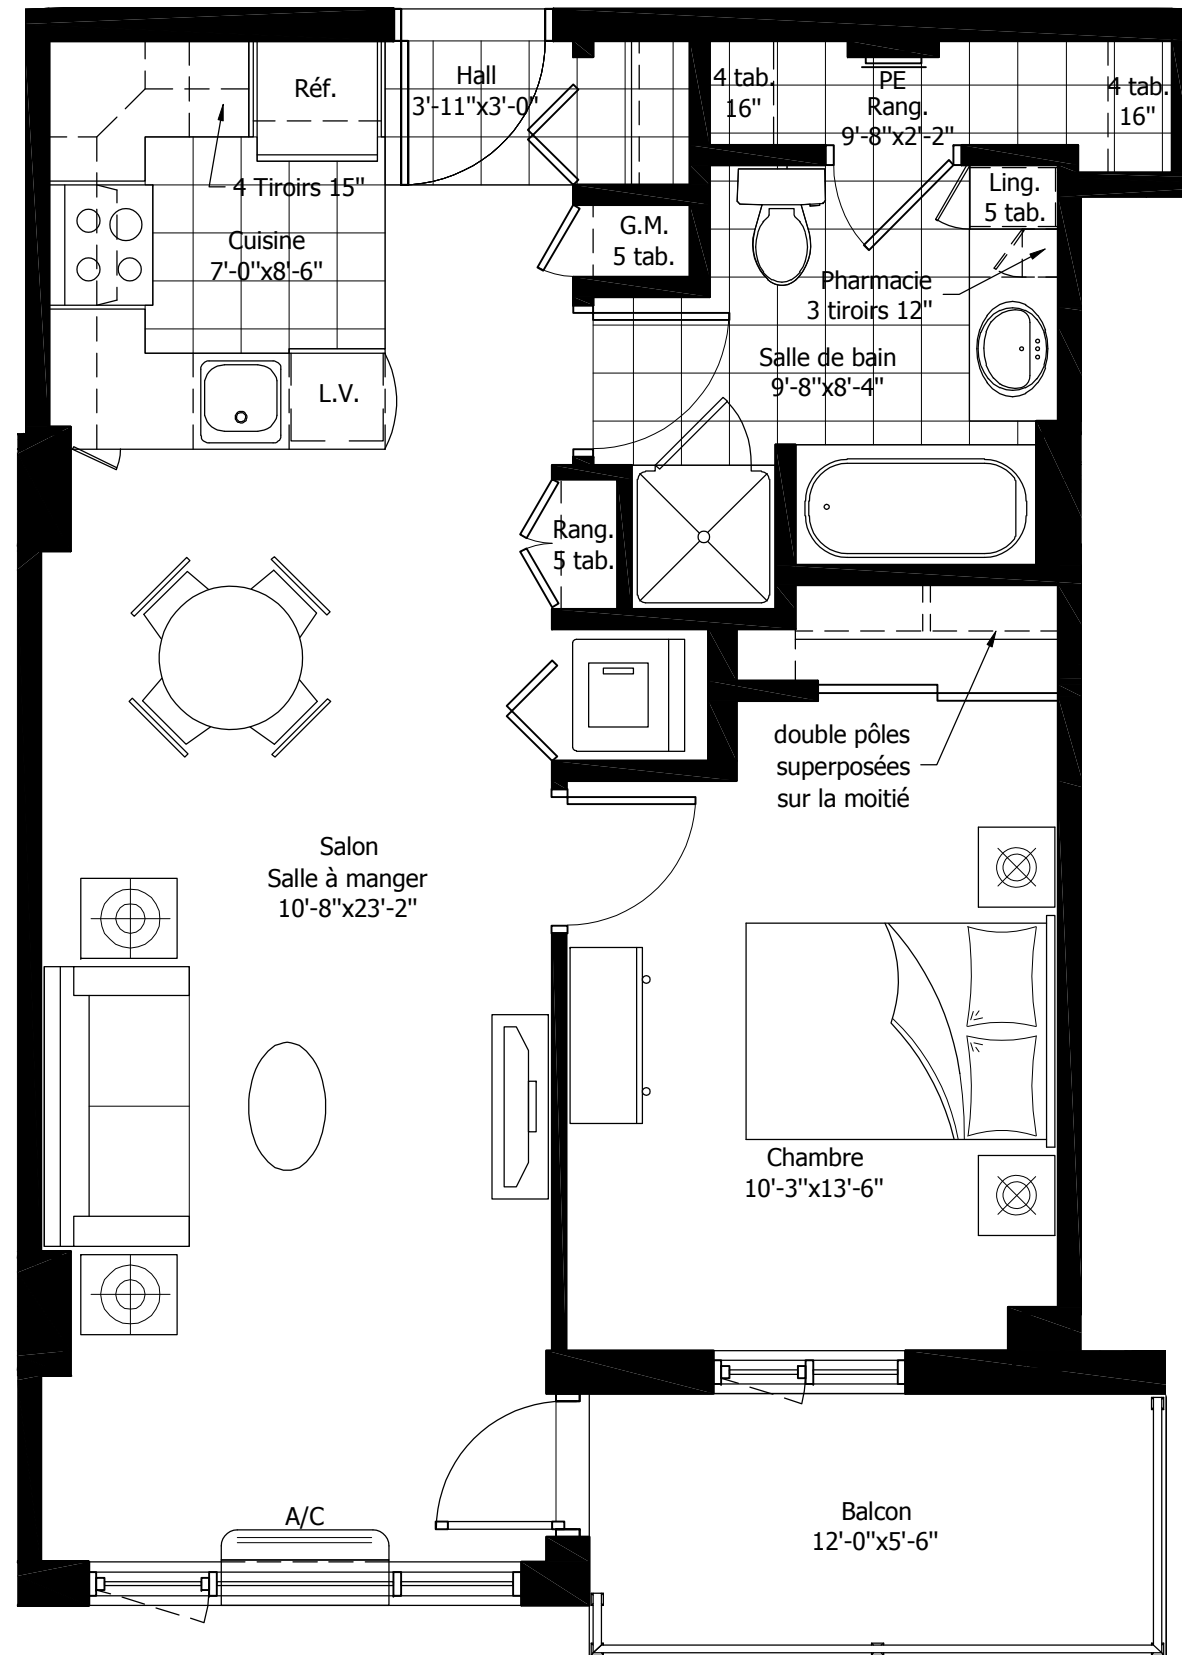 Réf.
Hall
3'-11"x3'-0"
4 tab.
16"
PE
Rang.
9'-8"x2'-2"
4 tab.
16"
4 Tiroirs 15"
Cuisine
7'-0"x8'-6"
G.M.
5 tab.
Ling.
5 tab.
Pharmacie
3 tiroirs 12"
Salle de bain
9'-8"x8'-4"
L.V.
Rang.
5 tab.
double pôles
superposées
sur la moitié
Salon
Salle à manger
10'-8"x23'-2"
Chambre
10'-3"x13'-6"
A/C
Balcon
12'-0"x5'-6"